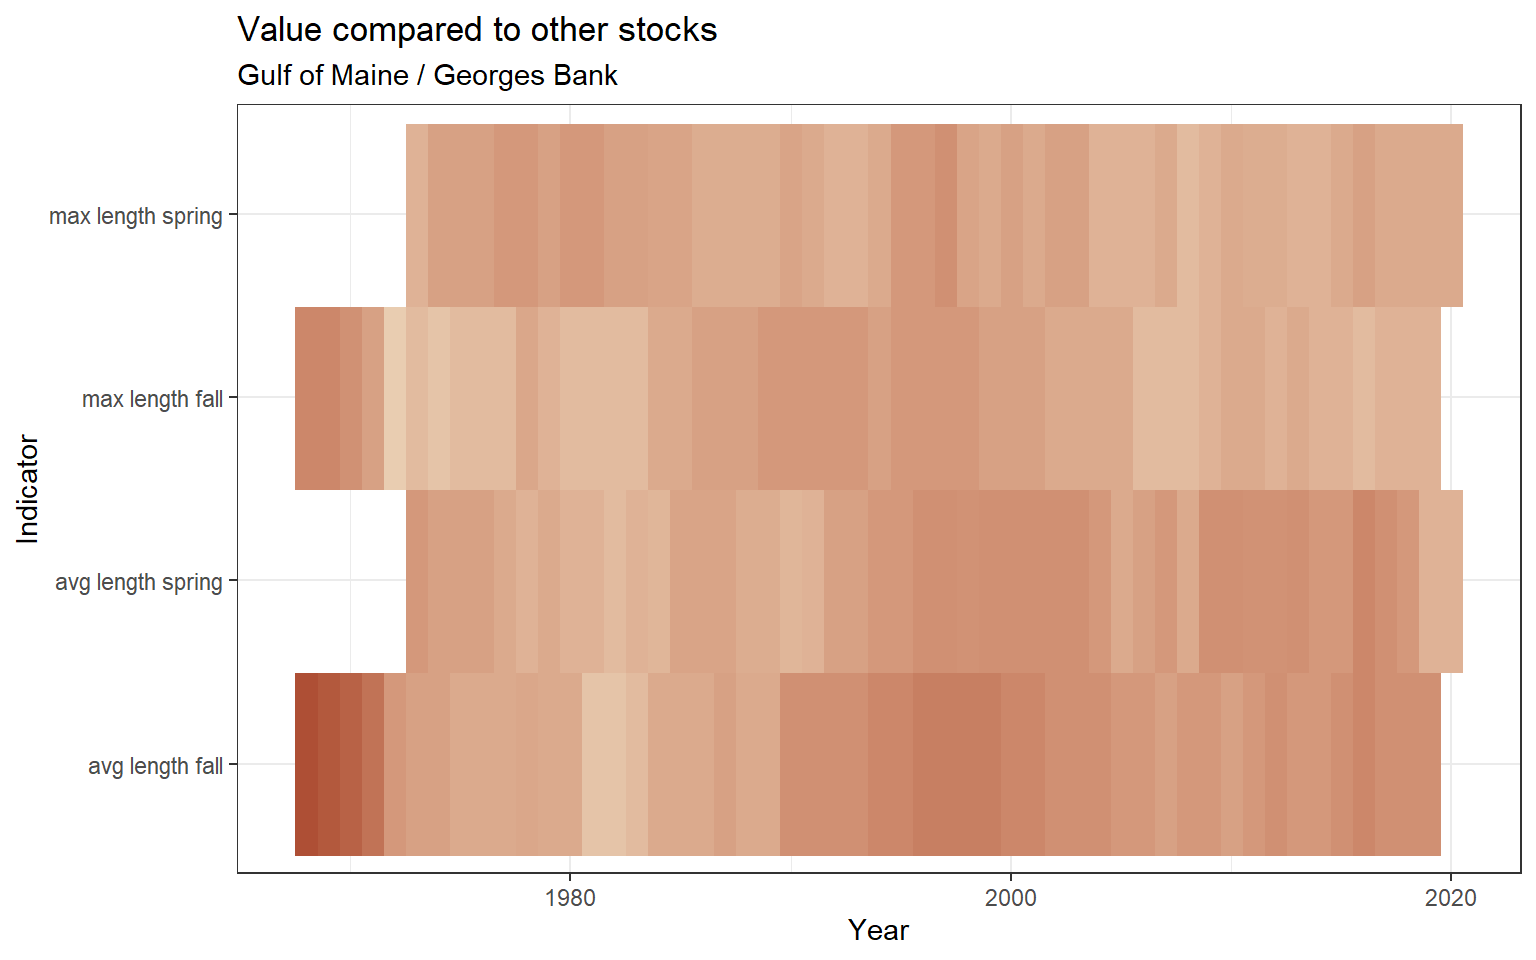 Value compared to other stocks
Gulf of Maine / Georges Bank
max length spring
max length fall
avg length spring
avg length fall
Indicator
1980
2000
2020
Year